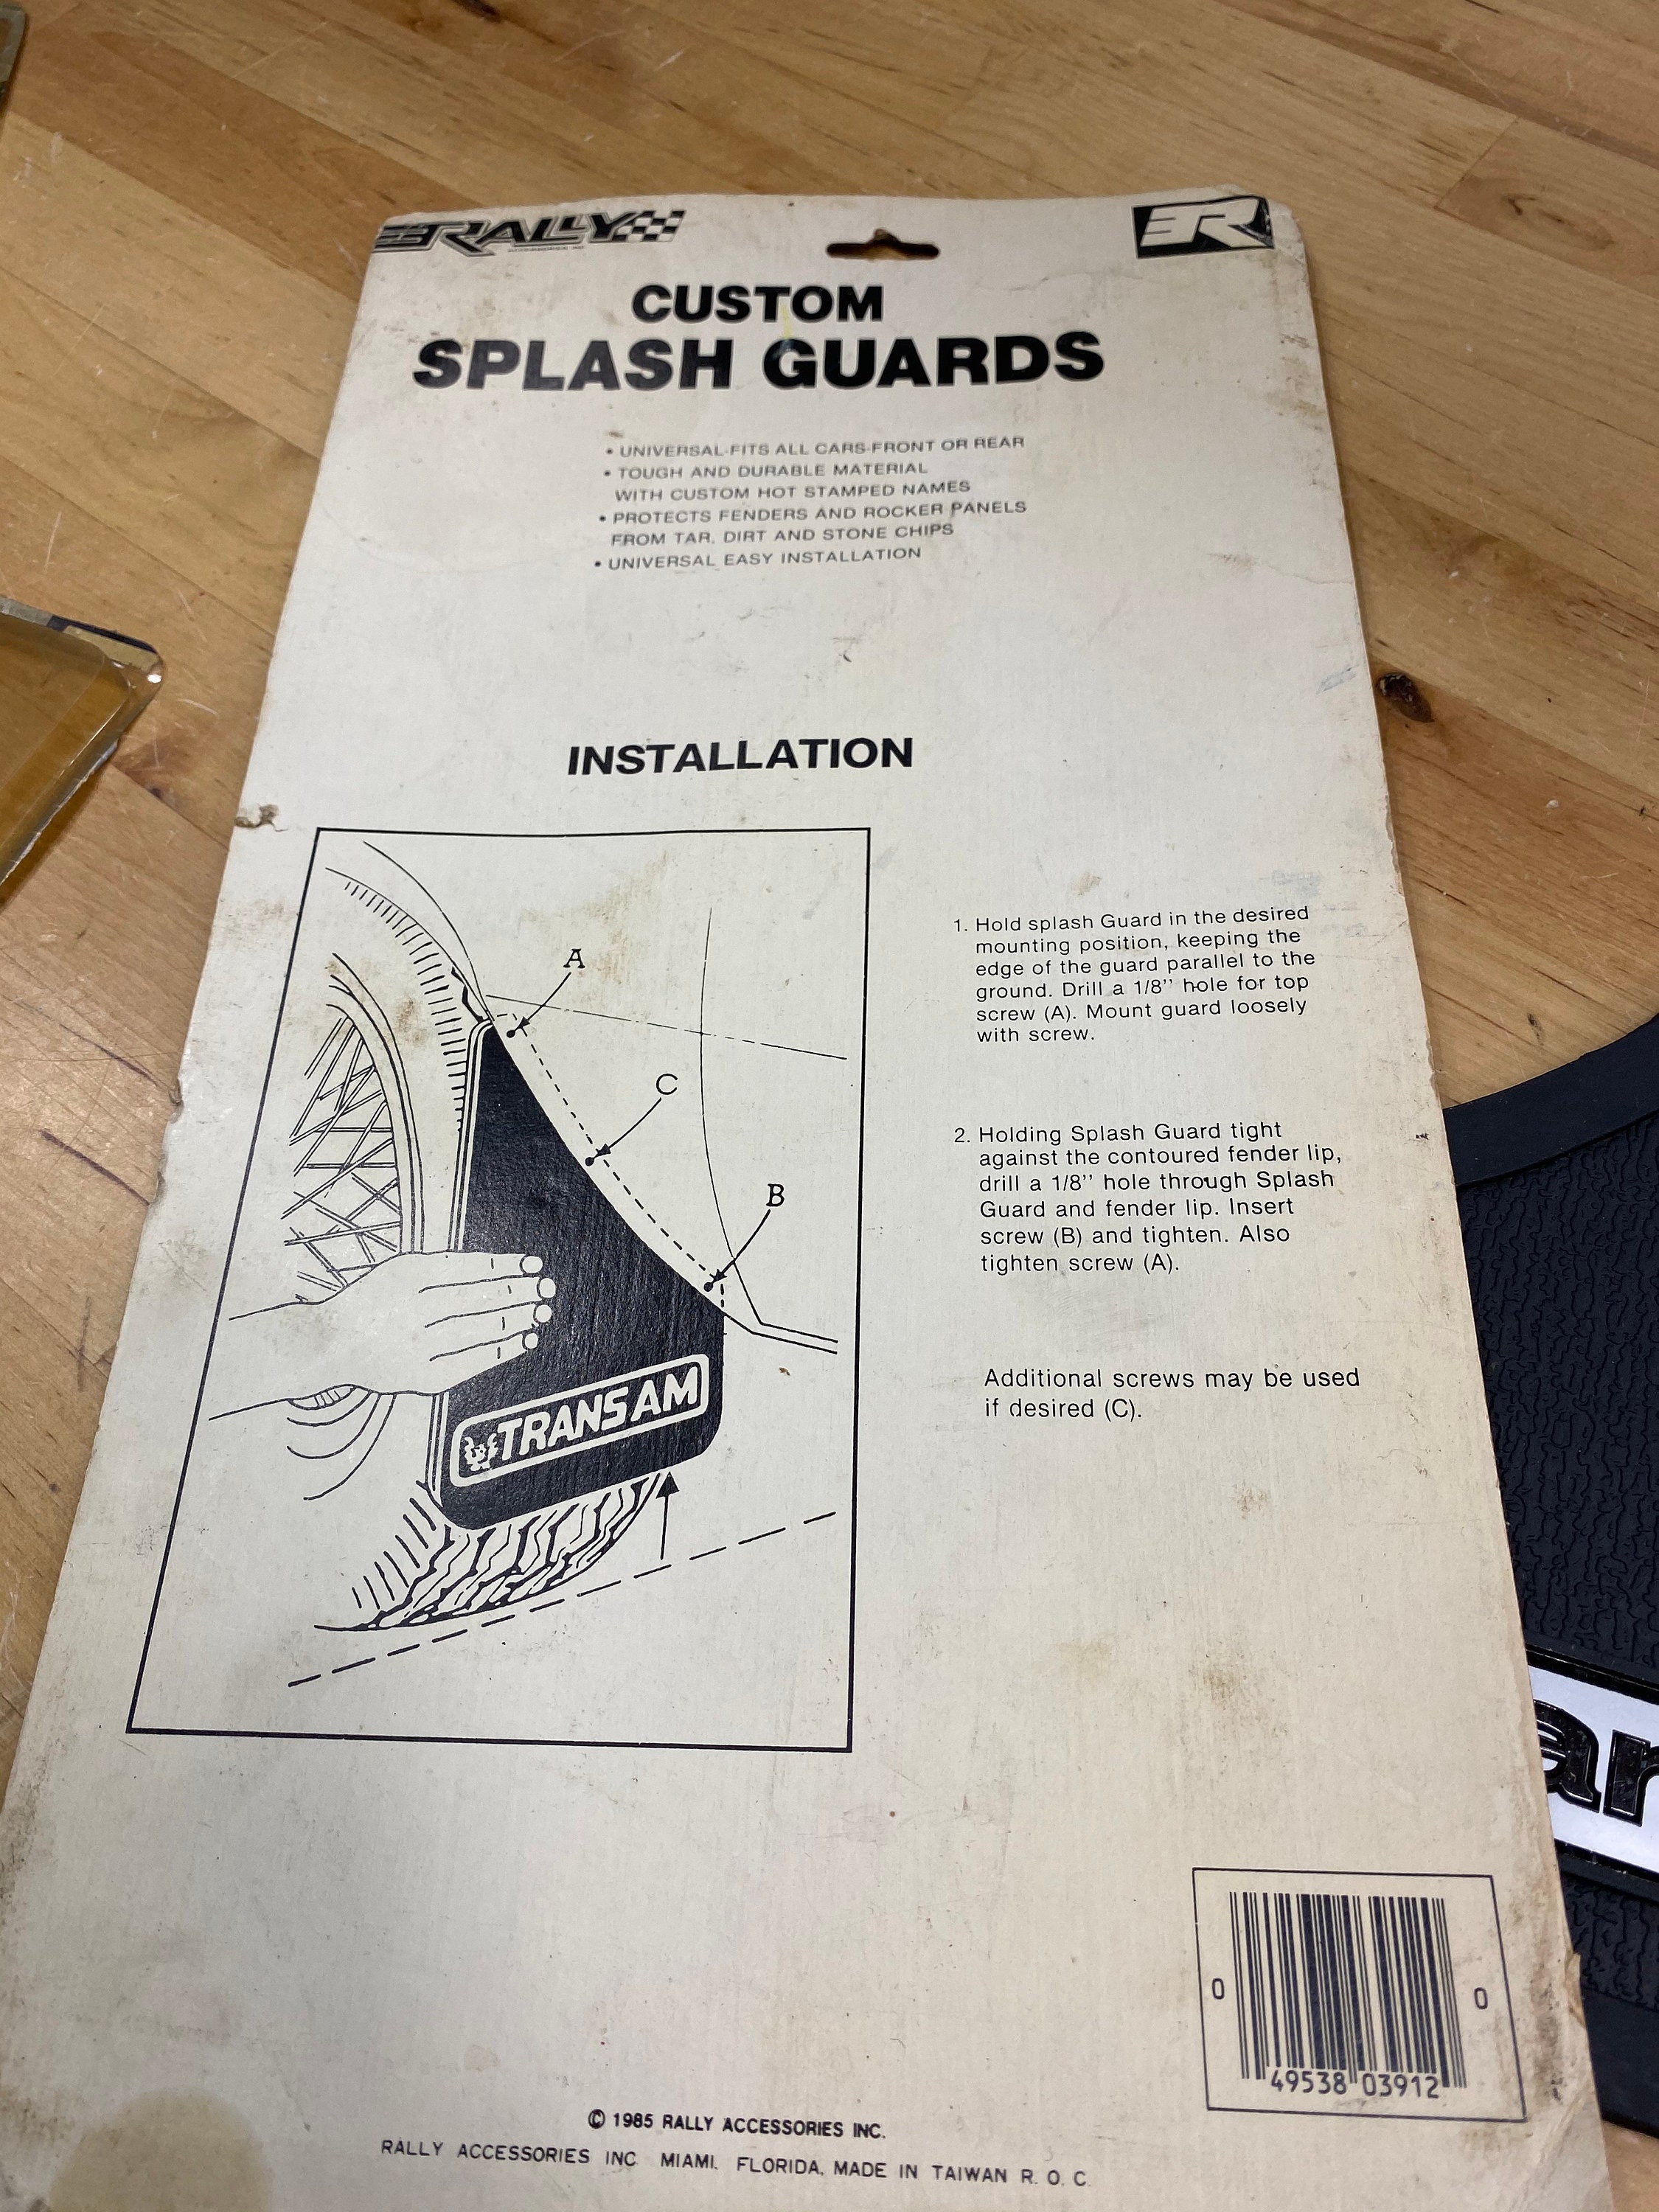 RALLY
R
CUSTOM
SPLASH GUARDS
• UNIVERSAL-FITS ALL CARS-FRONT OR REAR
• TOUGH AND DURABLE MATERIAL
WITH CUSTOM HOT STAMPED NAMES
• PROTECTS FENDERS AND ROCKER PANELS
FROM TAR, DIRT AND STONE CHIPS
• UNIVERSAL EASY INSTALLATION
INSTALLATION
A
C
B
TRANS AM
1. Hold splash Guard in the desired
mounting position, keeping the
edge of the guard parallel to the
ground. Drill a 1/8'' hole for top
screw (A). Mount guard loosely
with screw.
2. Holding Splash Guard tight
against the contoured fender lip,
drill a 1/8'' hole through Splash
Guard and fender lip. Insert
screw (B) and tighten. Also
tighten screw (A).
Additional screws may be used
if desired (C).
ar
0 49538 03912 0
© 1985 RALLY ACCESSORIES INC.
RALLY ACCESSORIES INC MIAMI, FLORIDA, MADE IN TAIWAN R. O. C